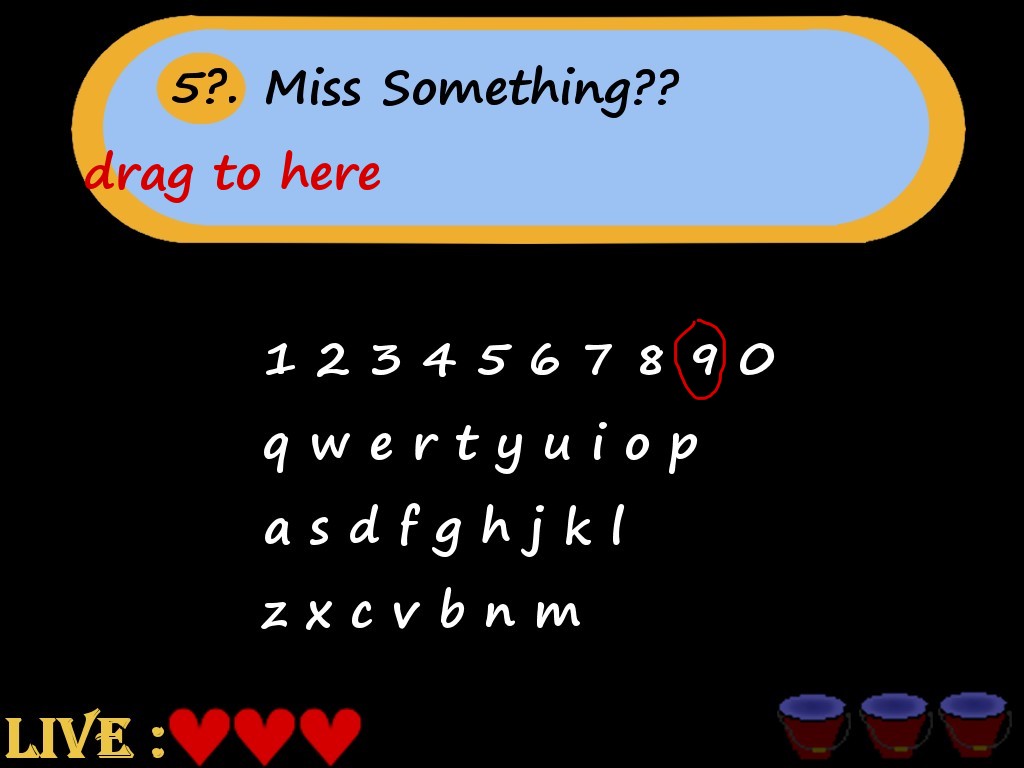 5?. Miss Something??
drag to here
1 2 3 4 5 6 7 8 9 0
q w e r t y u i o p
a s d f g h j k l
z x c v b n m
LIVE :